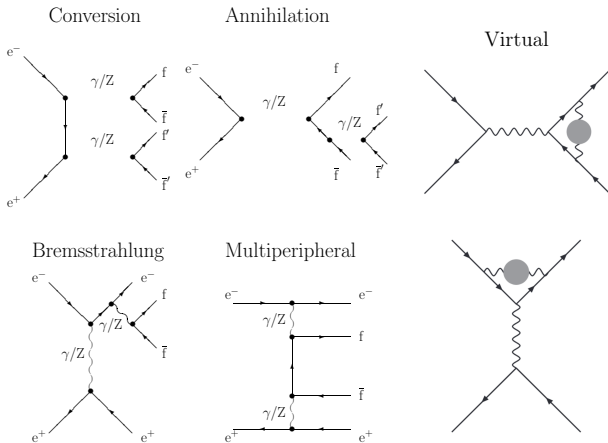 Conversion
Annihilation
Virtual
e⁻
γ/Z
f
f̄
γ/Z
f′
f̄′
e⁺
e⁻
γ/Z
f
γ/Z
f′
f̄
f̄′
e⁺
Bremsstrahlung
Multiperipheral
e⁻
e⁻
f
γ/Z
γ/Z
f̄
e⁺
e⁺
e⁻
e⁻
γ/Z
f
f̄
γ/Z
e⁺
e⁺